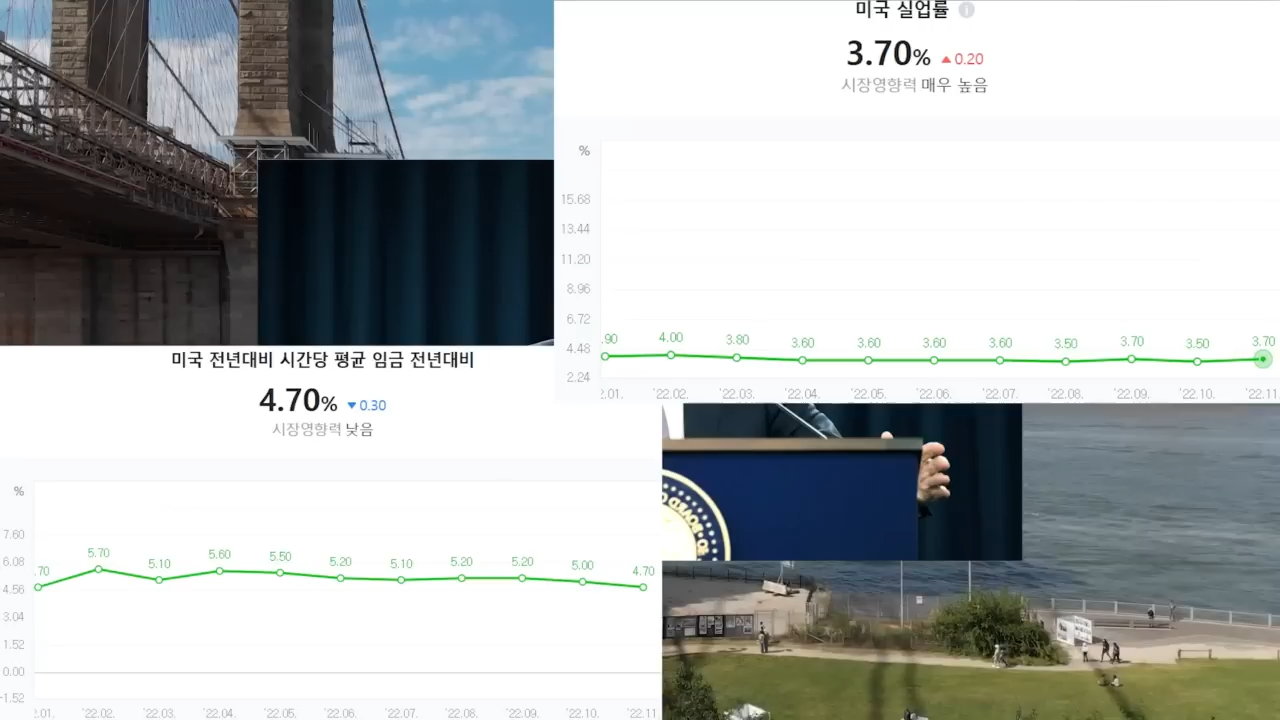 미국 실업률
3.70% ▲0.20
시장영향력 매우 높음
%
15.68
13.44
11.20
8.96
6.72
4.48
2.24
.90 4.00 3.80 3.60 3.60 3.60 3.60 3.50 3.70 3.50 3.70
2.01. '22.02. '22.03. '22.04. '22.05. '22.06. '22.07. '22.08. '22.09. '22.10. '22.11
미국 전년대비 시간당 평균 임금 전년대비
4.70% ▼0.30
시장영향력 낮음
%
7.60
6.08
4.56
3.04
1.52
0.00
-1.52
.70 5.70 5.10 5.60 5.50 5.20 5.10 5.20 5.20 5.00 4.70
2.01. '22.02. '22.03. '22.04. '22.05. '22.06. '22.07. '22.08. '22.09. '22.10. '22.11